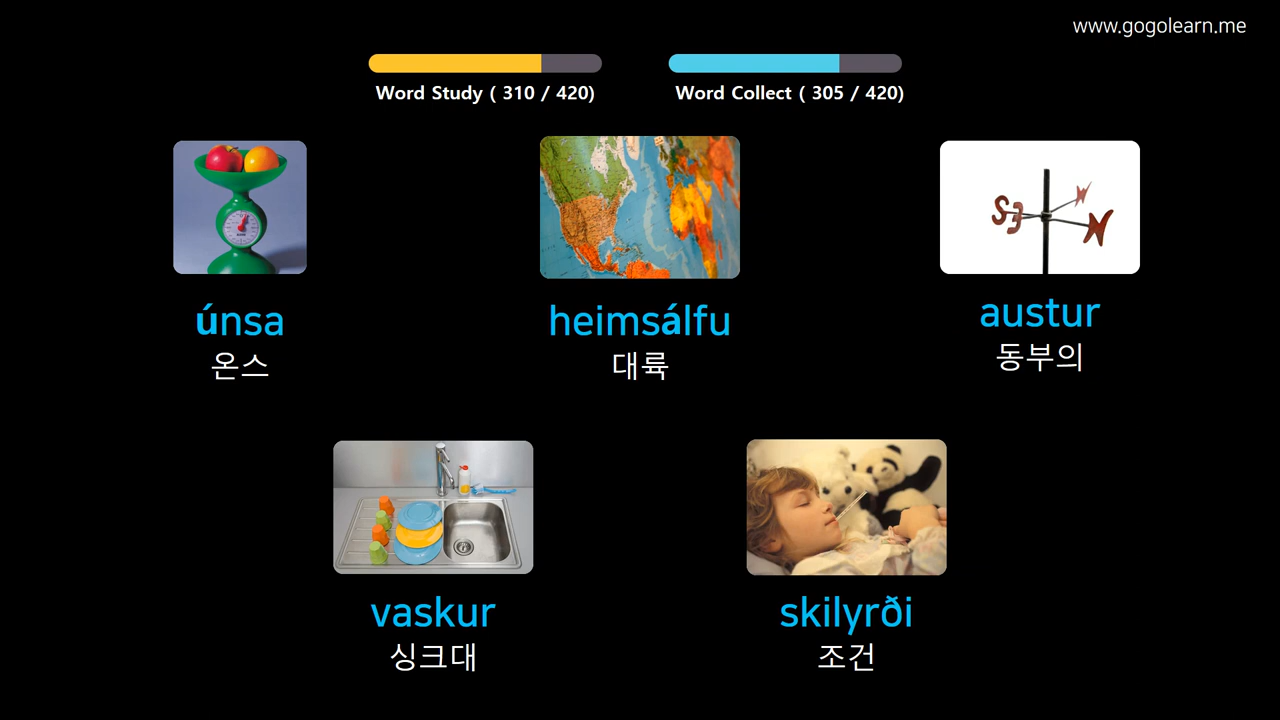 www.gogolearn.me
Word Study ( 310 / 420)
Word Collect ( 305 / 420)
únsa
온스
heimsálfu
대륙
austur
동부의
vaskur
싱크대
skilyrði
조건